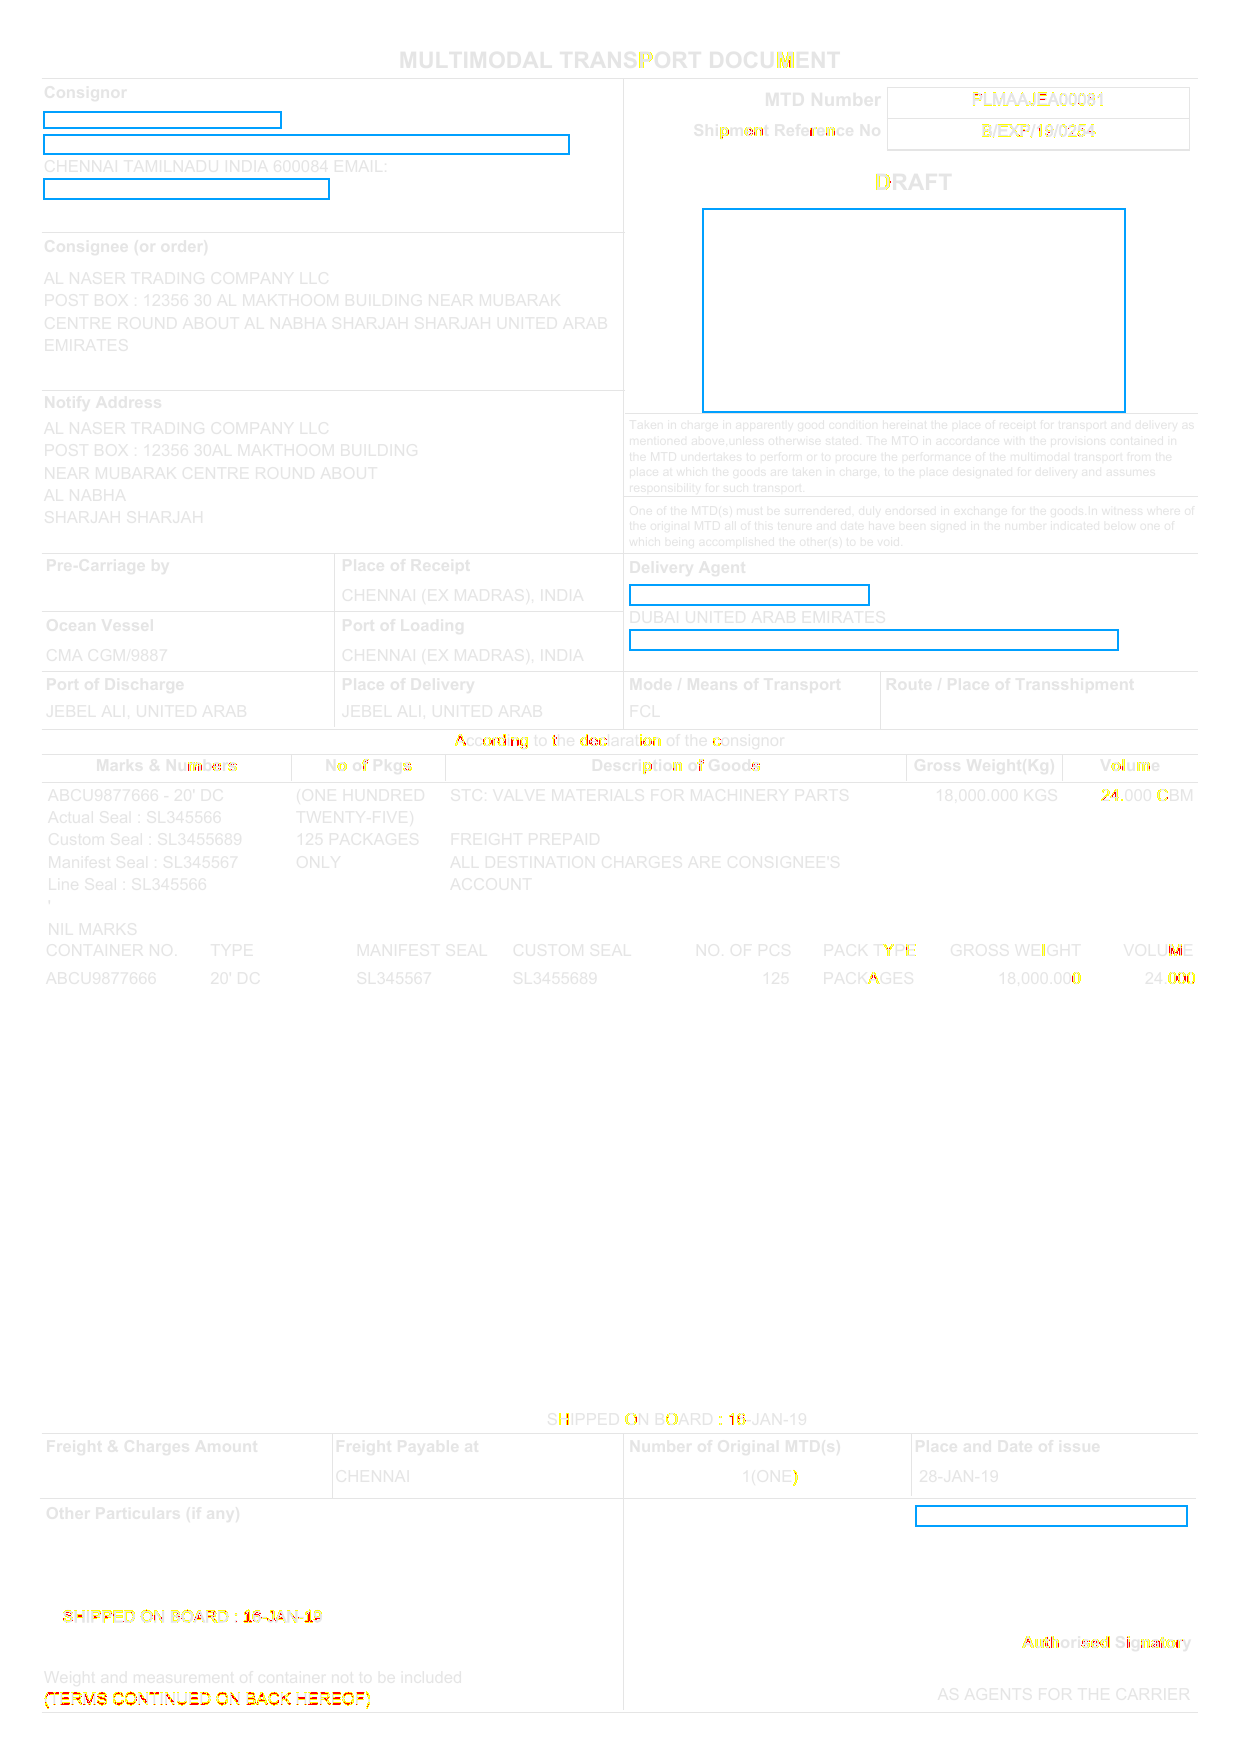 MULTIMODAL TRANSPORT DOCUMENT
Consignor
MTD Number PLMAAJEA00081
Shipment Reference No B/EXP/19/0254
CHENNAI TAMILNADU INDIA 600084 EMAIL:
DRAFT
Consignee (or order)
AL NASER TRADING COMPANY LLC
POST BOX : 12356 30 AL MAKTHOOM BUILDING NEAR MUBARAK
CENTRE ROUND ABOUT AL NABHA SHARJAH SHARJAH UNITED ARAB
EMIRATES
Notify Address
AL NASER TRADING COMPANY LLC
POST BOX : 12356 30AL MAKTHOOM BUILDING
NEAR MUBARAK CENTRE ROUND ABOUT
AL NABHA
SHARJAH SHARJAH
Taken in charge in apparently good condition hereinat the place of receipt for transport and delivery as
mentioned above,unless otherwise stated. The MTO in accordance with the provisions contained in
the MTD undertakes to perform or to procure the performance of the multimodal transport from the
place at which the goods are taken in charge, to the place designated for delivery and assumes
responsibility for such transport.
One of the MTD(s) must be surrendered, duly endorsed in exchange for the goods.In witness where of
the original MTD all of this tenure and date have been signed in the number indicated below one of
which being accomplished the other(s) to be void.
Pre-Carriage by
Place of Receipt
CHENNAI (EX MADRAS), INDIA
Delivery Agent
DUBAI UNITED ARAB EMIRATES
Ocean Vessel
CMA CGM/9887
Port of Loading
CHENNAI (EX MADRAS), INDIA
Port of Discharge
JEBEL ALI, UNITED ARAB
Place of Delivery
JEBEL ALI, UNITED ARAB
Mode / Means of Transport
FCL
Route / Place of Transshipment
According to the declaration of the consignor
Marks & Numbers No of Pkgs Description of Goods Gross Weight(Kg) Volume
ABCU9877666 - 20' DC (ONE HUNDRED STC: VALVE MATERIALS FOR MACHINERY PARTS 18,000.000 KGS 24,000 CBM
Actual Seal : SL345566 TWENTY-FIVE)
Custom Seal : SL3455689 125 PACKAGES FREIGHT PREPAID
Manifest Seal : SL345567 ONLY ALL DESTINATION CHARGES ARE CONSIGNEE'S
Line Seal : SL345566 ACCOUNT
'
NIL MARKS
CONTAINER NO. TYPE MANIFEST SEAL CUSTOM SEAL NO. OF PCS PACK TYPE GROSS WEIGHT VOLUME
ABCU9877666 20' DC SL345567 SL3455689 125 PACKAGES 18,000.000 24.000
SHIPPED ON BOARD : 16-JAN-19
Freight & Charges Amount
Freight Payable at
CHENNAI
Number of Original MTD(s)
1(ONE)
Place and Date of issue
28-JAN-19
Other Particulars (if any)
SHIPPED ON BOARD : 16-JAN-19
Authorised Signatory
Weight and measurement of container not to be included
(TERMS CONTINUED ON BACK HEREOF)
AS AGENTS FOR THE CARRIER